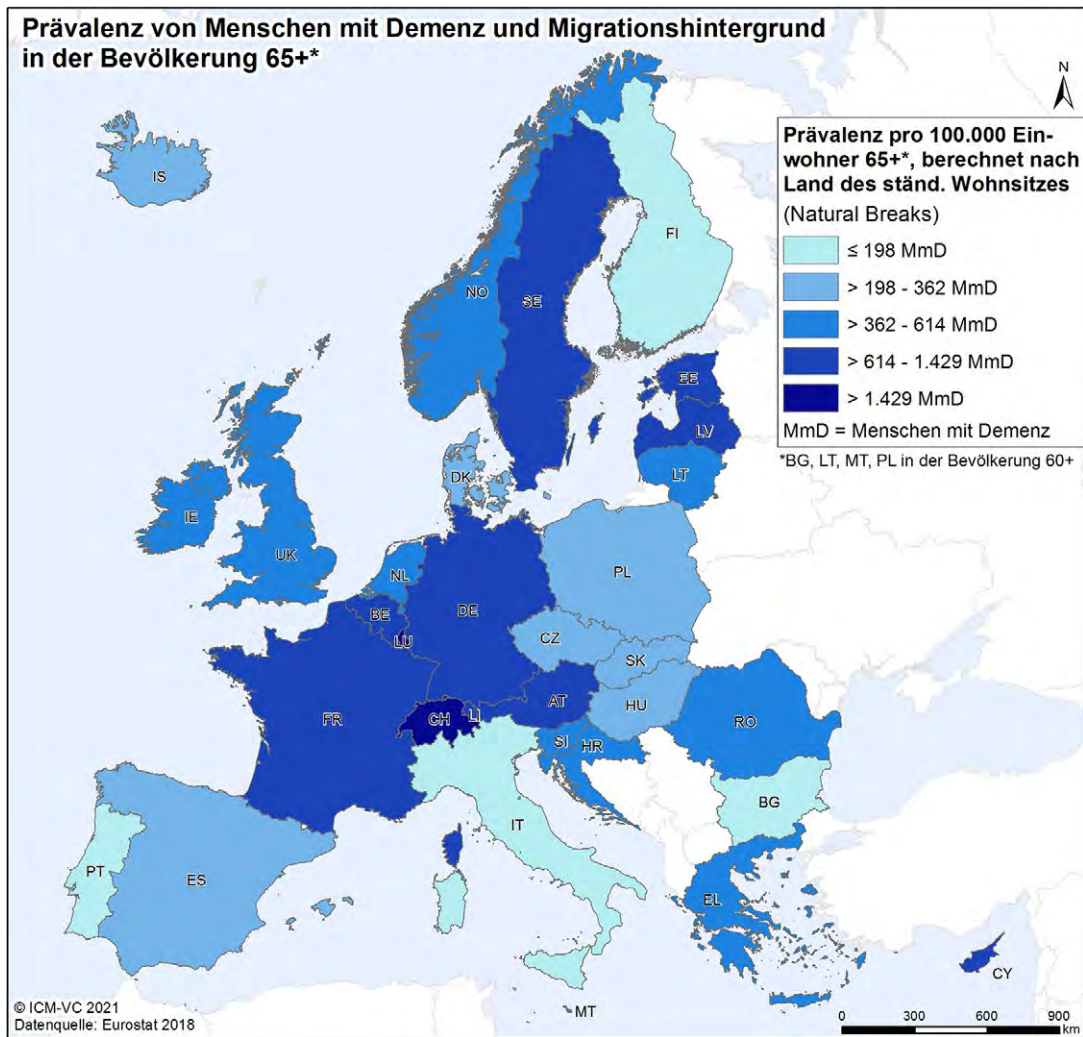 Prävalenz von Menschen mit Demenz und Migrationshintergrund
in der Bevölkerung 65+*
N
Prävalenz pro 100.000 Ein-
wohner 65+*, berechnet nach
Land des ständ. Wohnsitzes
(Natural Breaks)
≤ 198 MmD
> 198 - 362 MmD
> 362 - 614 MmD
> 614 - 1.429 MmD
> 1.429 MmD
MmD = Menschen mit Demenz
*BG, LT, MT, PL in der Bevölkerung 60+
IS
FI
NO
SE
EE
LV
LT
DK
IE
UK
NL
PL
BE
DE
LU
CZ
SK
FR
CH
LI
AT
HU
SI
HR
RO
IT
BG
PT
ES
EL
MT
CY
© ICM-VC 2021
Datenquelle: Eurostat 2018
0 300 600 900
km